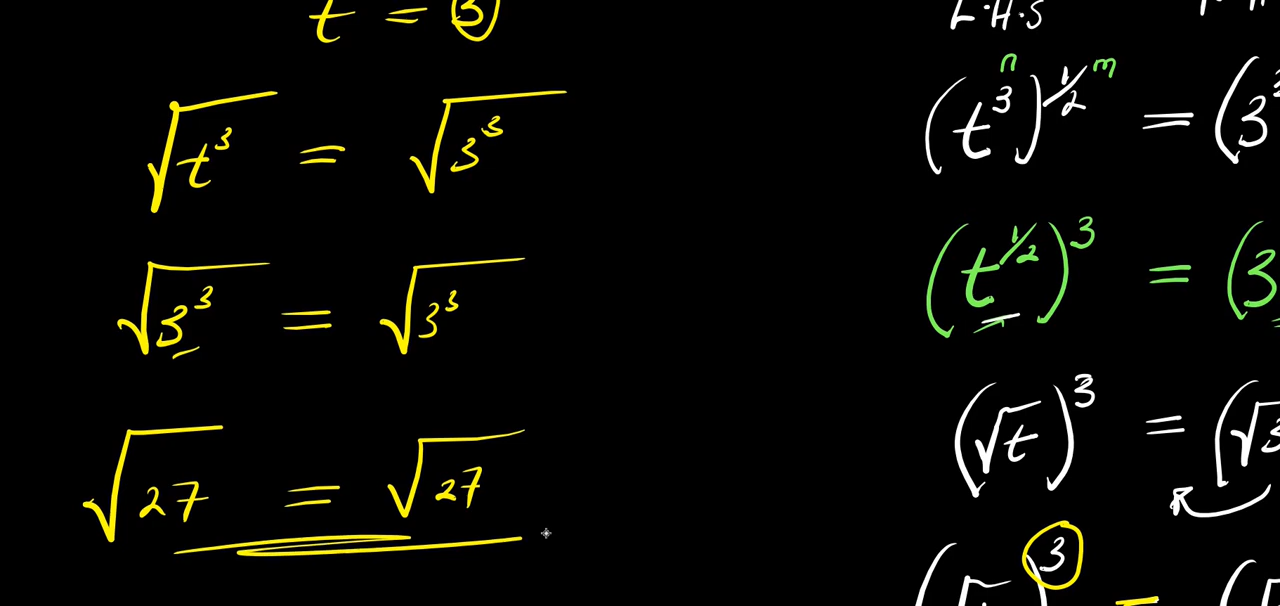 t = 3
√t³ = √3³
√3³ = √3³
√27 = √27
L.H.S
n m
(t³)^1/2 = (3
(t^1/2)³ = (3
(√t)³ = (√3
3
=